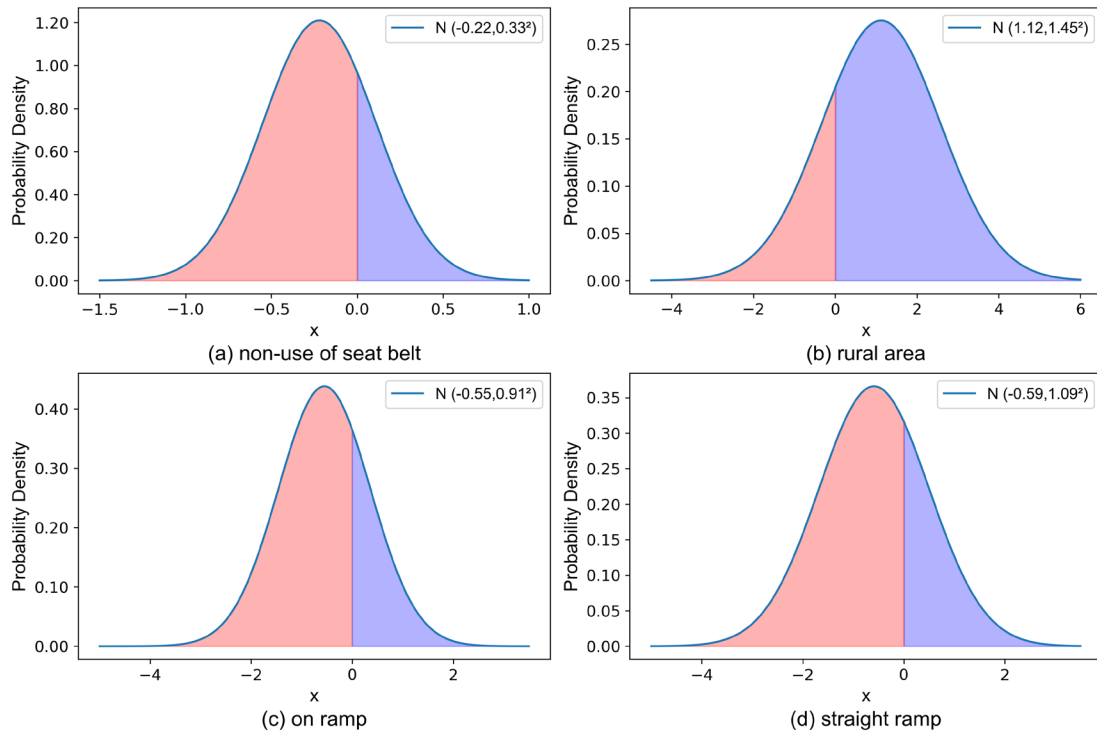 N (-0.22,0.33²)
Probability Density
1.20
1.00
0.80
0.60
0.40
0.20
0.00
−1.5 −1.0 −0.5 0.0 0.5 1.0
x
(a) non-use of seat belt
N (1.12,1.45²)
Probability Density
0.25
0.20
0.15
0.10
0.05
0.00
−4 −2 0 2 4 6
x
(b) rural area
N (-0.55,0.91²)
Probability Density
0.40
0.30
0.20
0.10
0.00
−4 −2 0 2
x
(c) on ramp
N (-0.59,1.09²)
Probability Density
0.35
0.30
0.25
0.20
0.15
0.10
0.05
0.00
−4 −2 0 2
x
(d) straight ramp